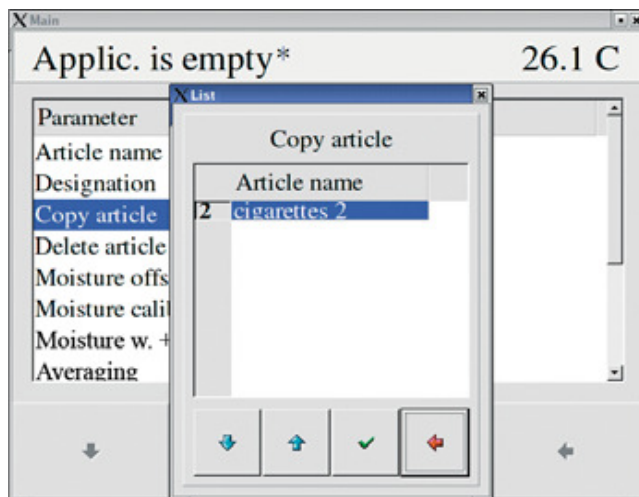 Main
Applic. is empty* 26.1 C
List
Copy article
Article name
2 cigarettes 2
Parameter
Article name
Designation
Copy article
Delete article
Moisture offs
Moisture cali
Moisture w. +
Averaging